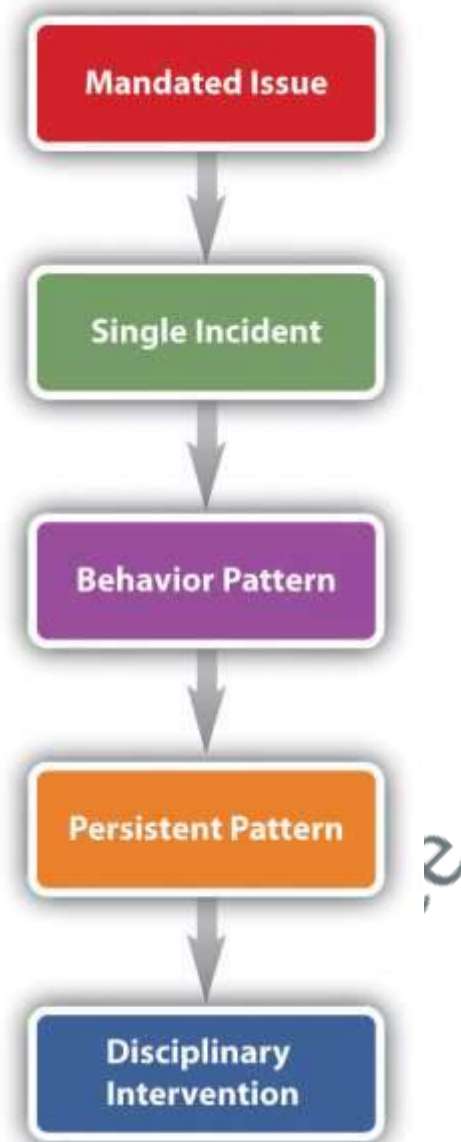 Mandated Issue
Single Incident
Behavior Pattern
Persistent Pattern
Disciplinary
Intervention